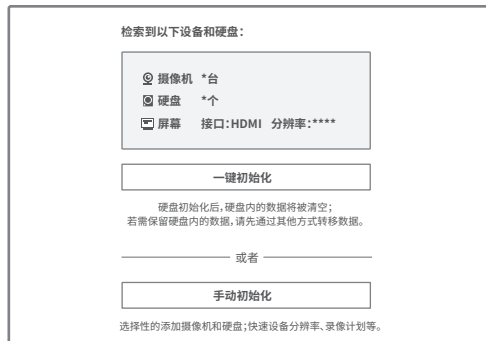 检索到以下设备和硬盘：
摄像机 *台
硬盘 *个
屏幕 接口：HDMI 分辨率：****
一键初始化
硬盘初始化后，硬盘内的数据将被清空；
若需保留硬盘内的数据，请先通过其他方式转移数据。
或者
手动初始化
选择性的添加摄像机和硬盘；快速设备分辨率、录像计划等。